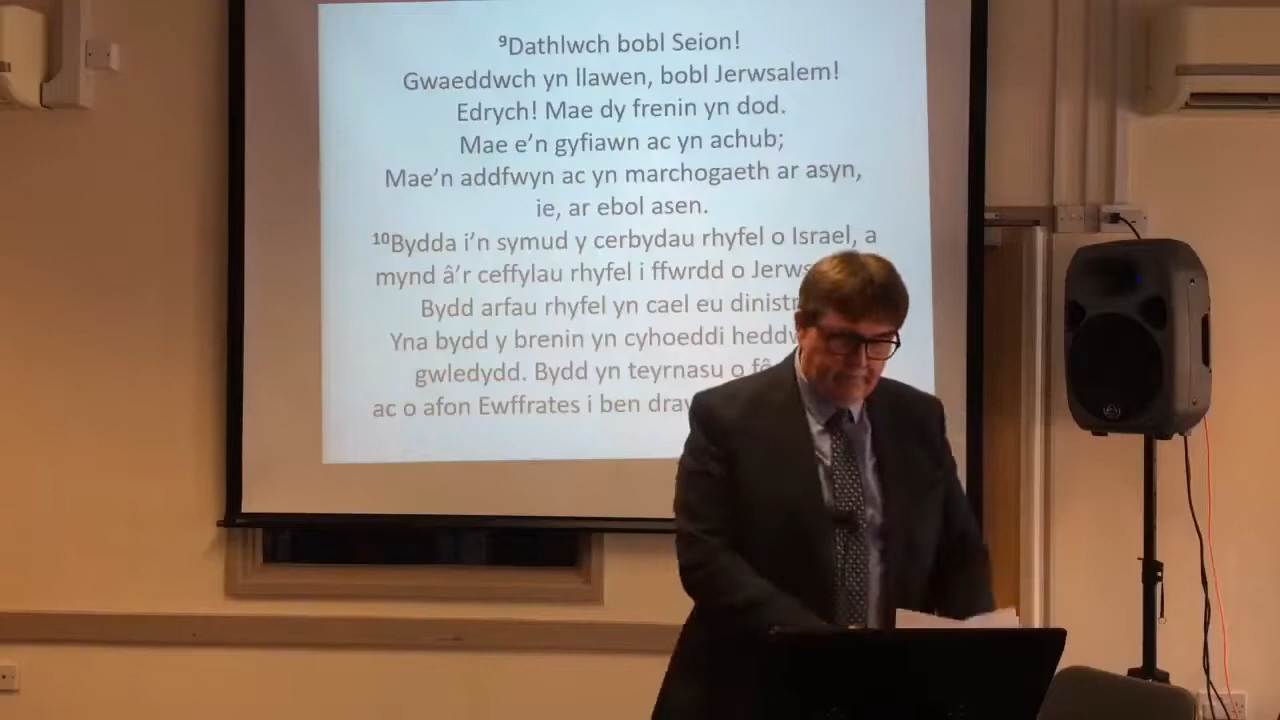 ⁹Dathlwch bobl Seion!
Gwaeddwch yn llawen, bobl Jerwsalem!
Edrych! Mae dy frenin yn dod.
Mae e’n gyfiawn ac yn achub;
Mae’n addfwyn ac yn marchogaeth ar asyn,
ie, ar ebol asen.
¹⁰Bydda i’n symud y cerbydau rhyfel o Israel, a
mynd â’r ceffylau rhyfel i ffwrdd o
Bydd arfau rhyfel yn cael eu
Yna bydd y brenin yn cyhoeddi
gwledydd. Bydd yn teyrnasu o
ac o afon Ewffrates i ben